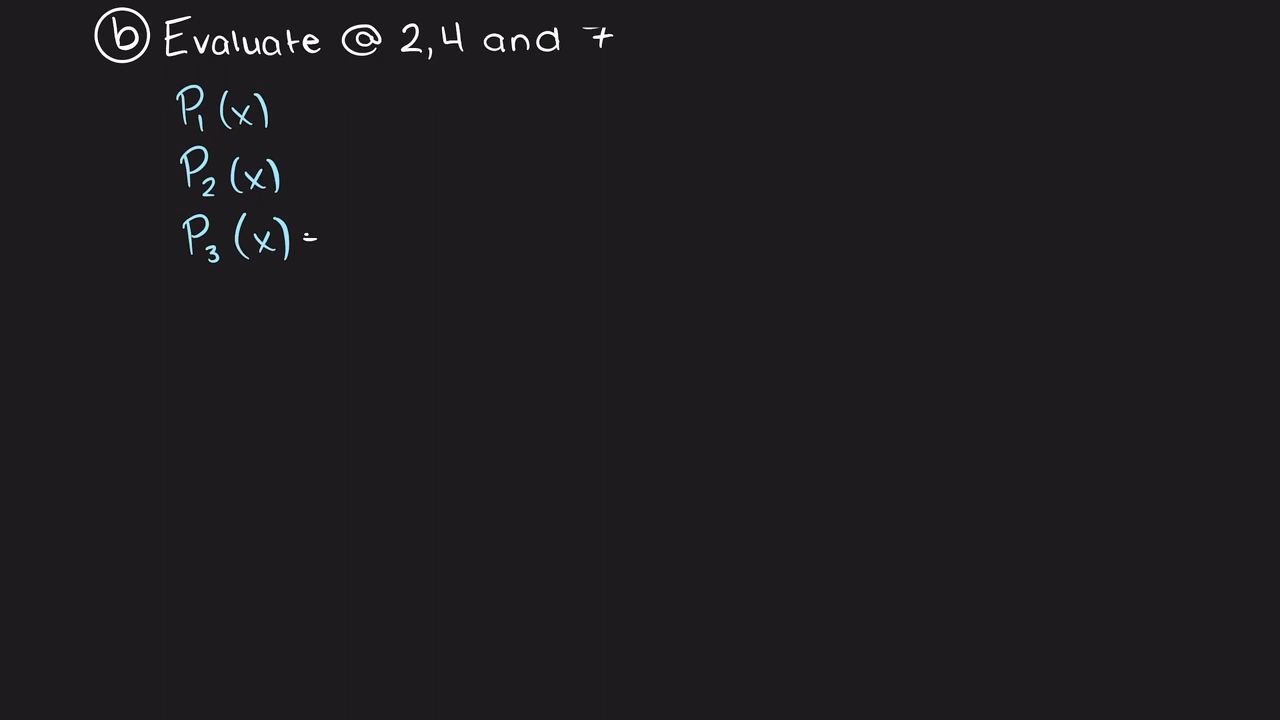 ⓑ Evaluate @ 2,4 and 7
P₁(x)
P₂(x)
P₃(x) =